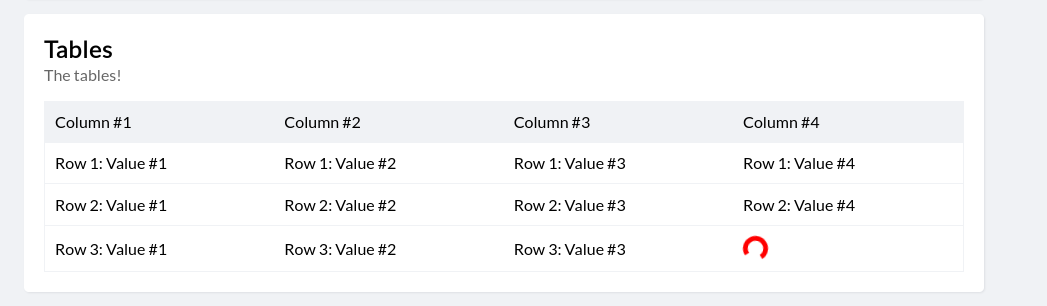 Tables
The tables!
Column #1 Column #2 Column #3 Column #4
Row 1: Value #1 Row 1: Value #2 Row 1: Value #3 Row 1: Value #4
Row 2: Value #1 Row 2: Value #2 Row 2: Value #3 Row 2: Value #4
Row 3: Value #1 Row 3: Value #2 Row 3: Value #3